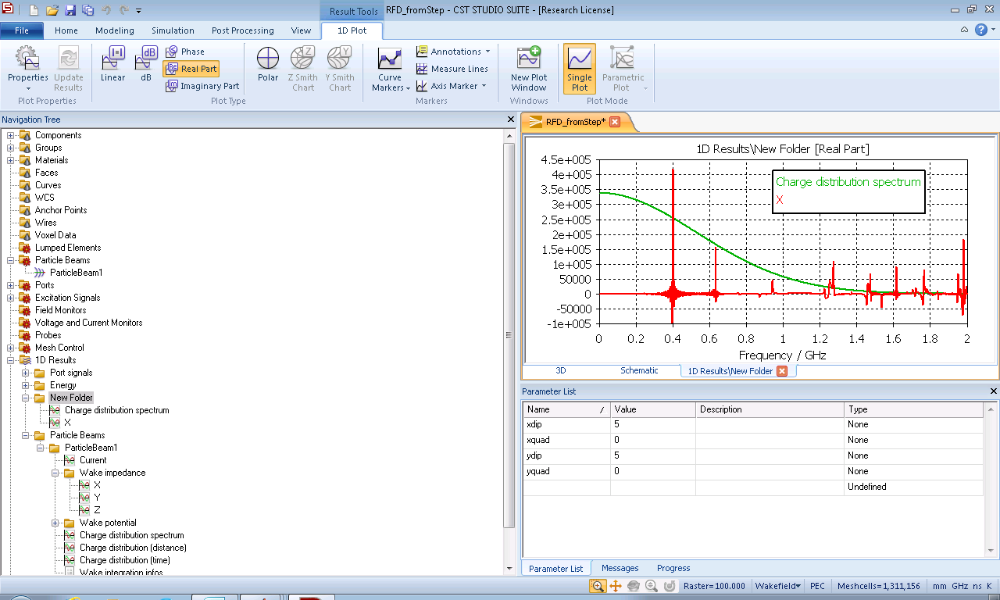 Result Tools
RFD_fromStep - CST STUDIO SUITE - [Research License]
File
Home
Modeling
Simulation
Post Processing
View
1D Plot
Properties
Update
Results
Plot Properties
Linear
dB
Phase
Real Part
Imaginary Part
Plot Type
Polar
Z Smith
Chart
Y Smith
Chart
Curve
Markers
Annotations
Measure Lines
Axis Marker
Markers
New Plot
Window
Windows
Single
Plot
Parametric
Plot
Plot Mode
Navigation Tree
Components
Groups
Materials
Faces
Curves
WCS
Anchor Points
Wires
Voxel Data
Lumped Elements
Particle Beams
ParticleBeam1
Ports
Excitation Signals
Field Monitors
Voltage and Current Monitors
Probes
Mesh Control
1D Results
Port signals
Energy
New Folder
Charge distribution spectrum
X
Particle Beams
ParticleBeam1
Current
Wake impedance
X
Y
Z
Wake potential
Charge distribution spectrum
Charge distribution (distance)
Charge distribution (time)
Wake integration infos
RFD_fromStep*
1D Results\New Folder [Real Part]
4.5e+005
4e+005
3.5e+005
3e+005
2.5e+005
2e+005
1.5e+005
1e+005
50000
0
-50000
-1e+005
Charge distribution spectrum
X
0 0.2 0.4 0.6 0.8 1 1.2 1.4 1.6 1.8 2
Frequency / GHz
3D
Schematic
1D Results\New Folder
Parameter List
Name / Value Description Type
xdip 5 None
xquad 0 None
ydip 5 None
yquad 0 None
Undefined
Parameter List
Messages
Progress
Raster=100.000 Wakefield PEC Meshcells=1,311,156 mm GHz ns K